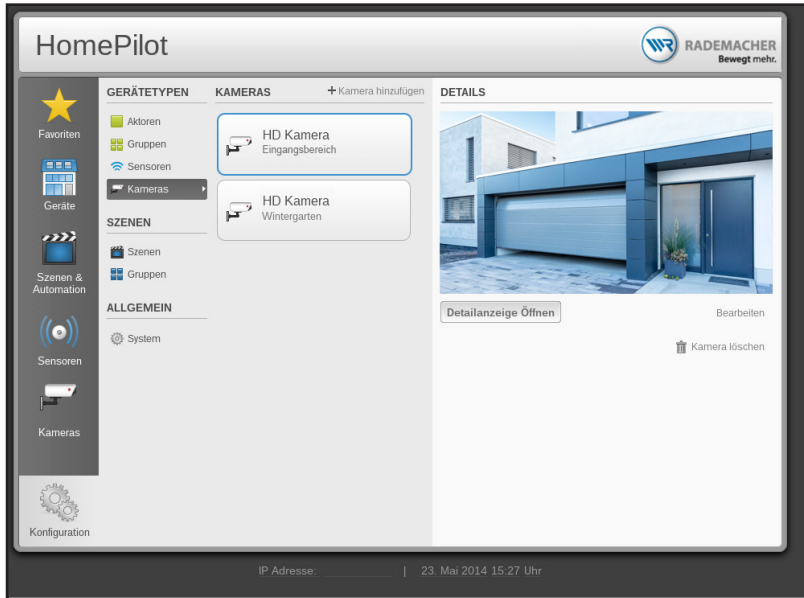 HomePilot
RADEMACHER
Bewegt mehr.
Favoriten
Geräte
Szenen &
Automation
Sensoren
Kameras
Konfiguration
GERÄTETYPEN
Aktoren
Gruppen
Sensoren
Kameras
SZENEN
Szenen
Gruppen
ALLGEMEIN
System
KAMERAS
Kamera hinzufügen
HD Kamera
Eingangsbereich
HD Kamera
Wintergarten
DETAILS
Detailanzeige Öffnen
Bearbeiten
Kamera löschen
IP Adresse: | 23. Mai 2014 15:27 Uhr